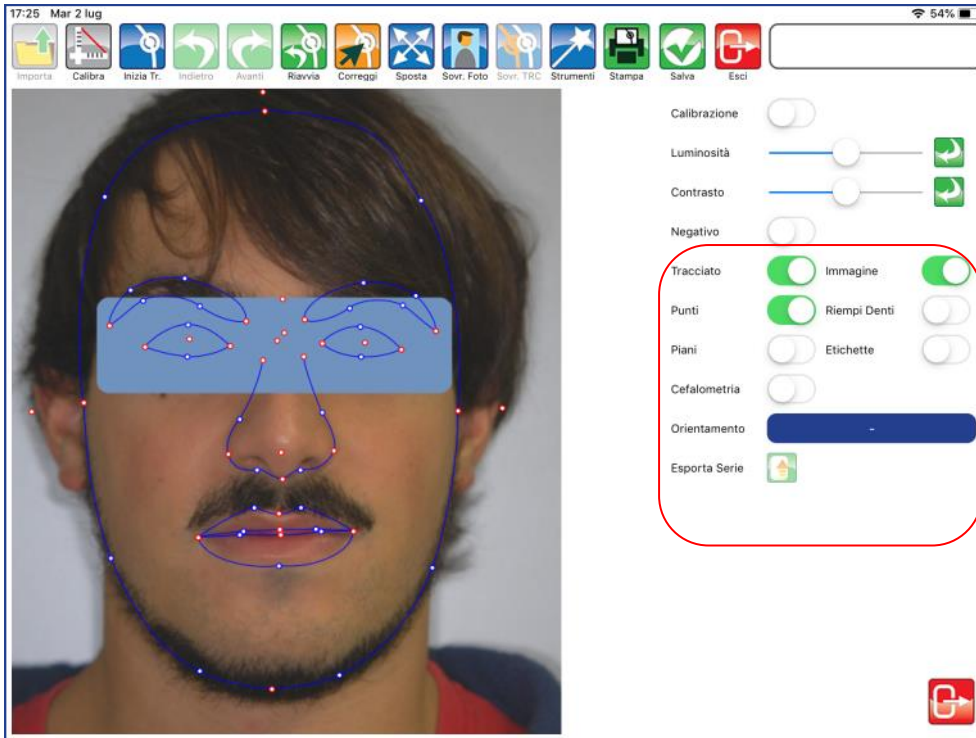 17:25 Mar 2 lug 54%
Importa Calibra Inizia Tr. Indietro Avanti Riavvia Correggi Sposta Sovr. Foto Sovr. TRC Strumenti Stampa Salva Esci
Calibrazione
Luminosità
Contrasto
Negativo
Tracciato Immagine
Punti Riempi Denti
Piani Etichette
Cefalometria
Orientamento -
Esporta Serie